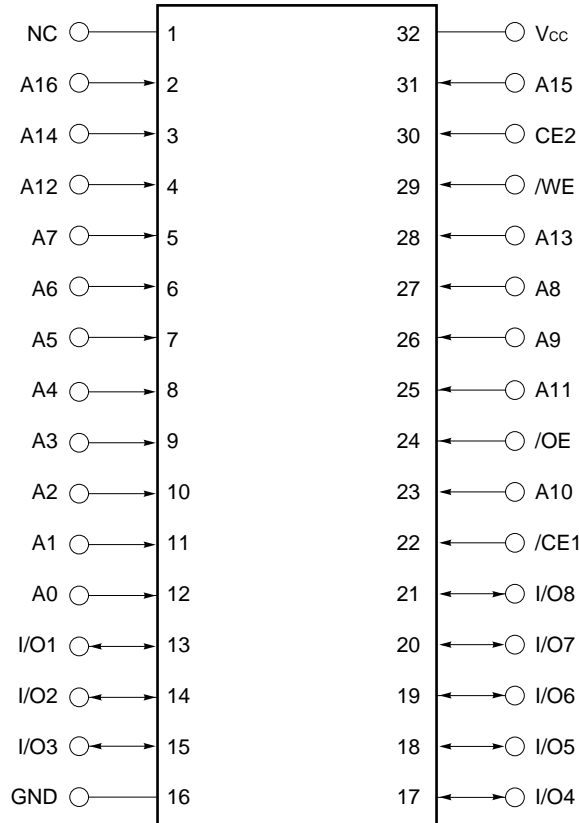 NC 1 32 Vcc
A16 2 31 A15
A14 3 30 CE2
A12 4 29 /WE
A7 5 28 A13
A6 6 27 A8
A5 7 26 A9
A4 8 25 A11
A3 9 24 /OE
A2 10 23 A10
A1 11 22 /CE1
A0 12 21 I/O8
I/O1 13 20 I/O7
I/O2 14 19 I/O6
I/O3 15 18 I/O5
GND 16 17 I/O4